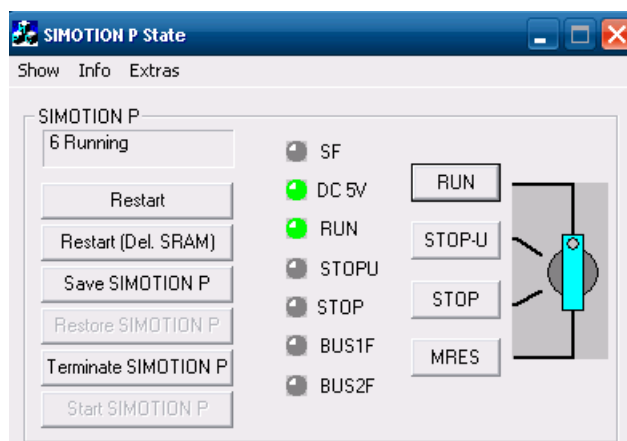 SIMOTION P State
Show Info Extras
SIMOTION P
6 Running
Restart
Restart (Del. SRAM)
Save SIMOTION P
Restore SIMOTION P
Terminate SIMOTION P
Start SIMOTION P
SF
DC 5V
RUN
STOPU
STOP
BUS1F
BUS2F
RUN
STOP-U
STOP
MRES